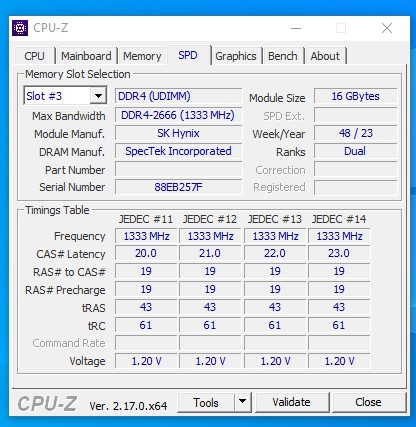 CPU-Z
CPU Mainboard Memory SPD Graphics Bench About
Memory Slot Selection
Slot #3 DDR4 (UDIMM) Module Size 16 GBytes
Max Bandwidth DDR4-2666 (1333 MHz) SPD Ext.
Module Manuf. SK Hynix Week/Year 48 / 23
DRAM Manuf. SpecTek Incorporated Ranks Dual
Part Number Correction
Serial Number 88EB257F Registered
Timings Table
JEDEC #11 JEDEC #12 JEDEC #13 JEDEC #14
Frequency 1333 MHz 1333 MHz 1333 MHz 1333 MHz
CAS# Latency 20.0 21.0 22.0 23.0
RAS# to CAS# 19 19 19 19
RAS# Precharge 19 19 19 19
tRAS 43 43 43 43
tRC 61 61 61 61
Command Rate
Voltage 1.20 V 1.20 V 1.20 V 1.20 V
CPU-Z Ver. 2.17.0.x64 Tools Validate Close